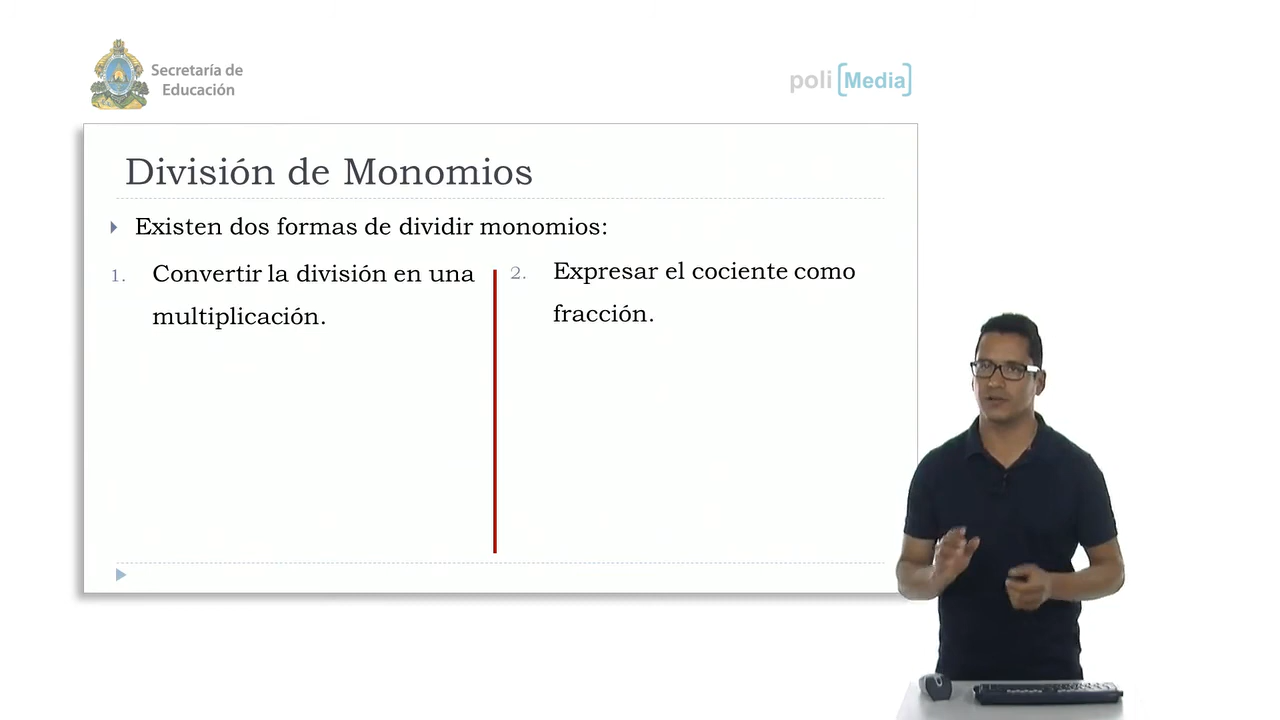 Secretaría de
Educación
poli[Media]
División de Monomios
Existen dos formas de dividir monomios:
1. Convertir la división en una
multiplicación.
2. Expresar el cociente como
fracción.